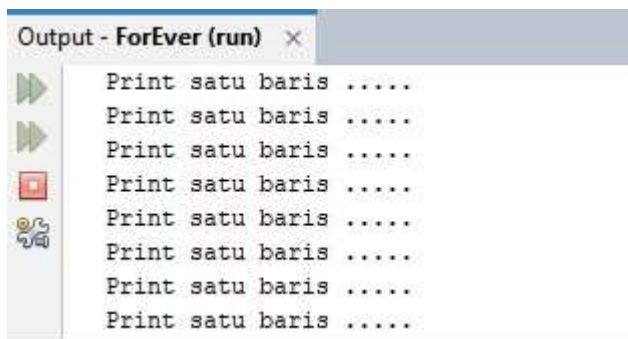 Output - ForEver (run) ×
Print satu baris .....
Print satu baris .....
Print satu baris .....
Print satu baris .....
Print satu baris .....
Print satu baris .....
Print satu baris .....
Print satu baris .....